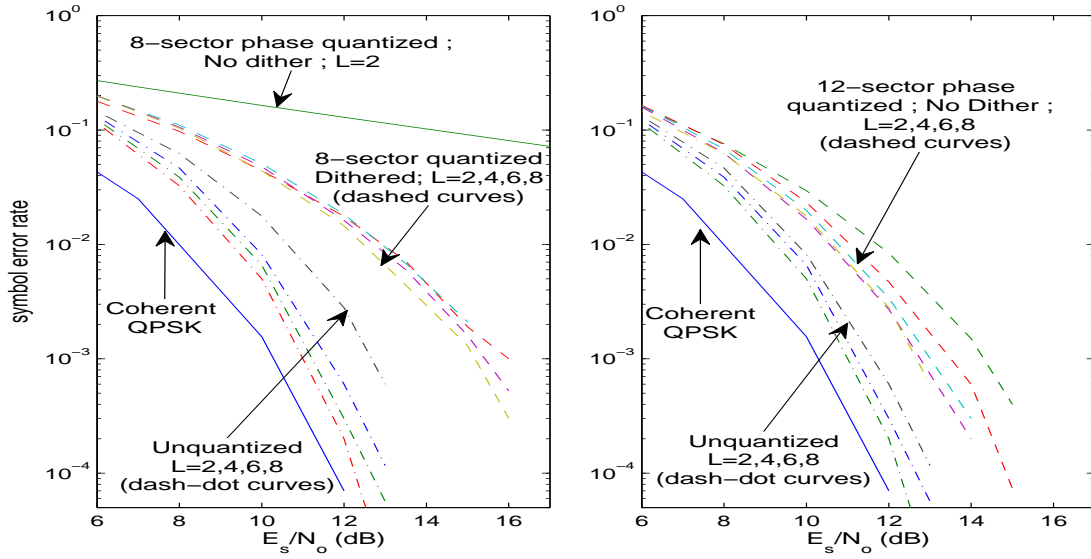 10^0
10^-1
10^-2
10^-3
10^-4
symbol error rate
8-sector phase quantized ;
No dither ; L=2
8-sector quantized
Dithered; L=2,4,6,8
(dashed curves)
Coherent
QPSK
Unquantized
L=2,4,6,8
(dash-dot curves)
6 8 10 12 14 16
E_s/N_o (dB)
10^0
10^-1
10^-2
10^-3
10^-4
12-sector phase
quantized ; No Dither ;
L=2,4,6,8
(dashed curves)
Coherent
QPSK
Unquantized
L=2,4,6,8
(dash-dot curves)
6 8 10 12 14 16
E_s/N_o (dB)